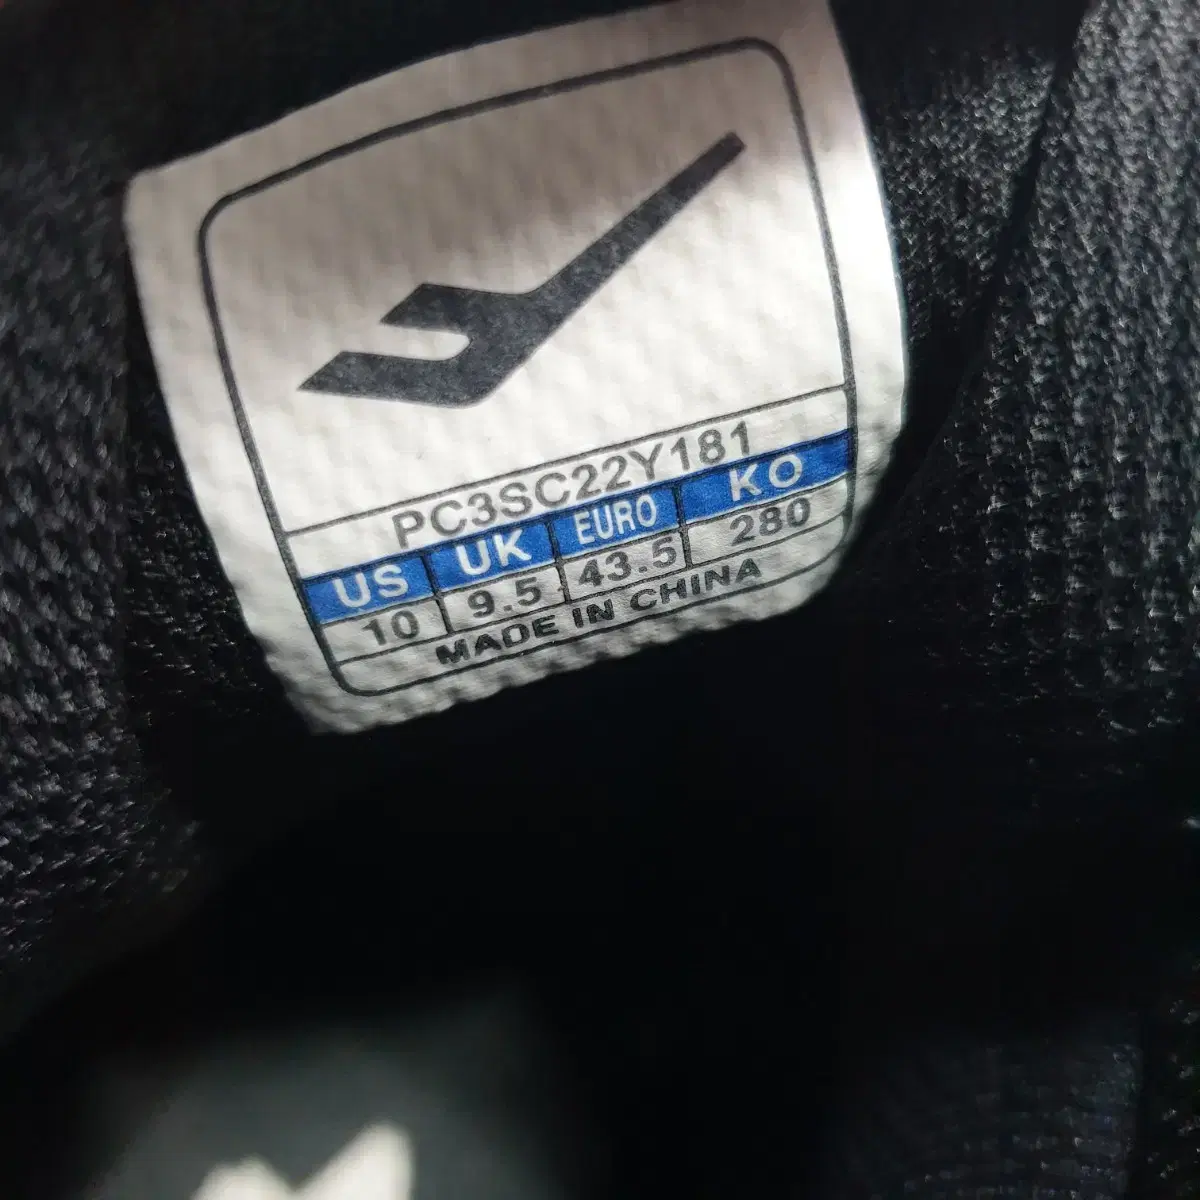 PC3SC22Y181
US UK EURO KO
10 9.5 43.5 280
MADE IN CHINA